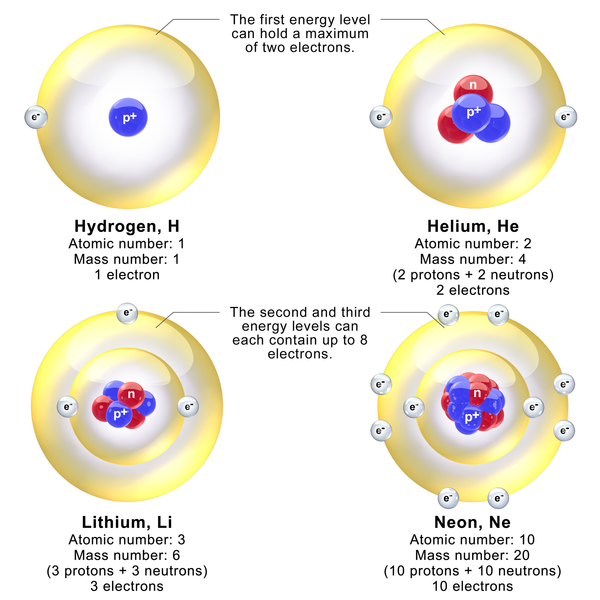 The first energy level
can hold a maximum
of two electrons.
e-
p+
e-
n
p+
e-
Hydrogen, H
Atomic number: 1
Mass number: 1
1 electron
Helium, He
Atomic number: 2
Mass number: 4
(2 protons + 2 neutrons)
2 electrons
The second and third
energy levels can
each contain up to 8
electrons.
e-
e-
n
p+
e-
e-
e-
e-
e-
e-
n
p+
e-
e-
e-
e-
e-
Lithium, Li
Atomic number: 3
Mass number: 6
(3 protons + 3 neutrons)
3 electrons
Neon, Ne
Atomic number: 10
Mass number: 20
(10 protons + 10 neutrons)
10 electrons